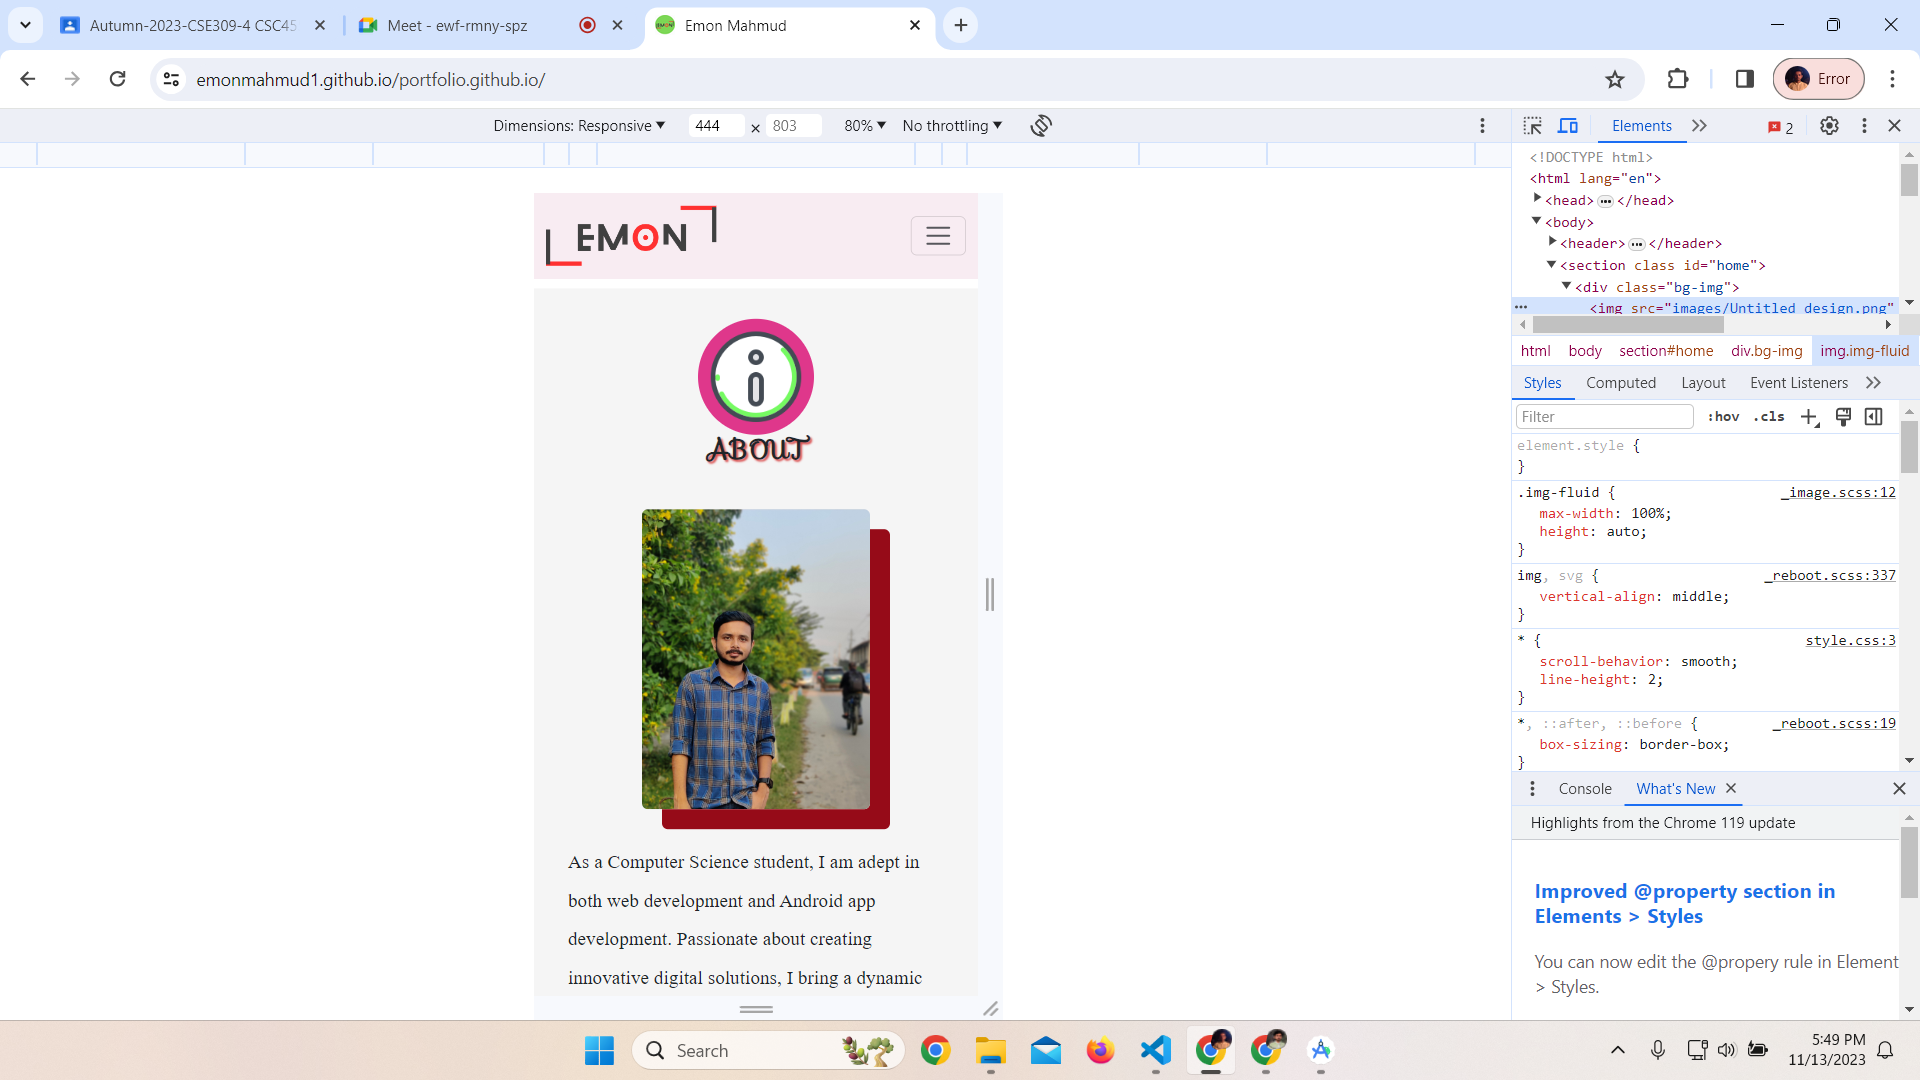 Autumn-2023-CSE309-4 CSC45
Meet - ewf-rmny-spz
Emon Mahmud
emonmahmud1.github.io/portfolio.github.io/
Error
Dimensions: Responsive
444 × 803
80%
No throttling
Elements
2
<!DOCTYPE html>
<html lang="en">
<head> … </head>
<body>
<header> … </header>
<section class id="home">
<div class="bg-img">
<img src="images/Untitled design.png"
html body section#home div.bg-img img.img-fluid
Styles Computed Layout Event Listeners
Filter
:hov .cls
element.style {
}
.img-fluid { _image.scss:12
max-width: 100%;
height: auto;
}
img, svg { _reboot.scss:337
vertical-align: middle;
}
* { style.css:3
scroll-behavior: smooth;
line-height: 2;
}
*, ::after, ::before { _reboot.scss:19
box-sizing: border-box;
}
Console What's New
Highlights from the Chrome 119 update
Improved @property section in
Elements > Styles
You can now edit the @propery rule in Element
> Styles.
EMON
ABOUT
As a Computer Science student, I am adept in
both web development and Android app
development. Passionate about creating
innovative digital solutions, I bring a dynamic
Search
5:49 PM
11/13/2023